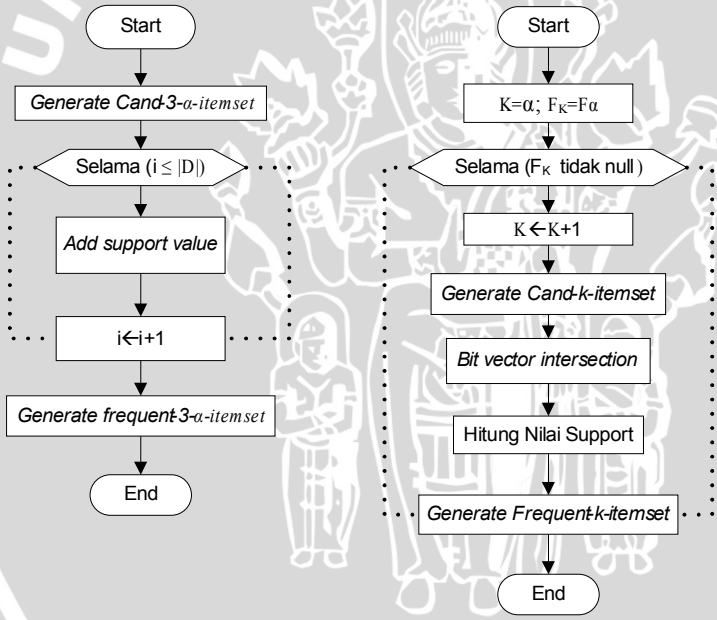 Start
Generate Cand-3-α-itemset
Selama (i ≤ |D|)
Add support value
i←i+1
Generate frequent-3-α-itemset
End
Start
K=α; FK=Fα
Selama (FK tidak null )
K←K+1
Generate Cand-k-itemset
Bit vector intersection
Hitung Nilai Support
Generate Frequent-k-itemset
End